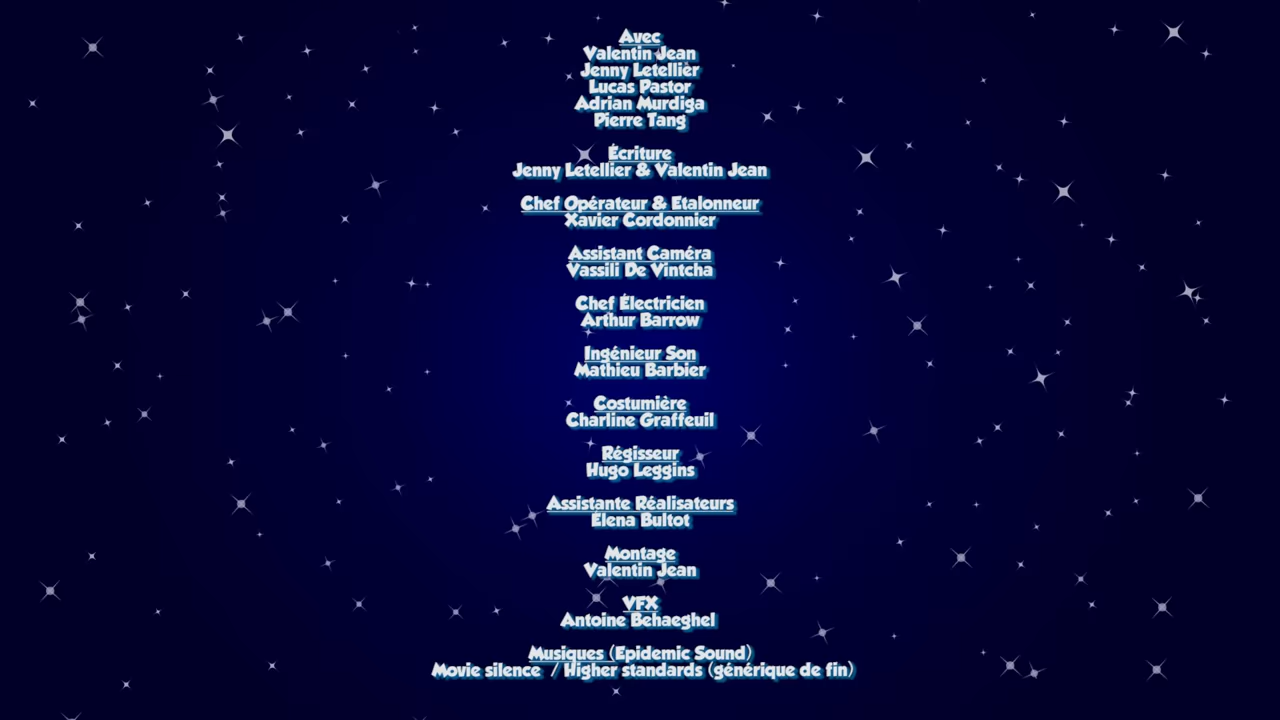 Avec
Valentin Jean
Jenny Letellier
Lucas Pastor
Adrian Murdiga
Pierre Tang
Écriture
Jenny Letellier & Valentin Jean
Chef Opérateur & Etalonneur
Xavier Cordonnier
Assistant Caméra
Vassili De Vintcha
Chef Électricien
Arthur Barrow
Ingénieur Son
Mathieu Barbier
Costumière
Charline Graffeuil
Régisseur
Hugo Leggins
Assistante Réalisateurs
Élena Bultot
Montage
Valentin Jean
VFX
Antoine Behaeghel
Musiques (Epidemic Sound)
Movie silence / Higher standards (générique de fin)